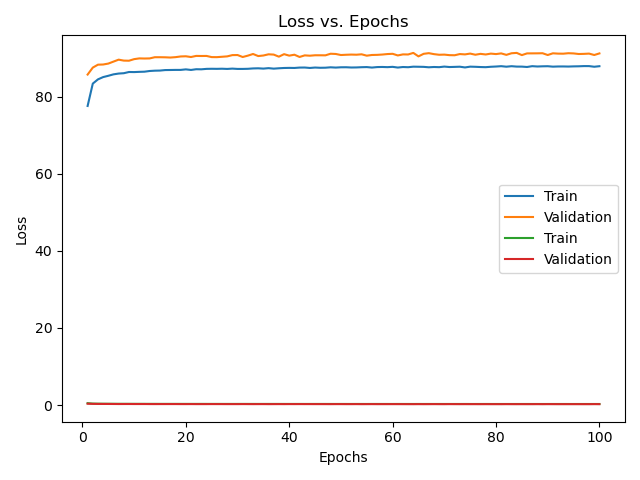 Loss vs. Epochs
Loss
80
60
40
20
0
Train
Validation
Train
Validation
0 20 40 60 80 100
Epochs